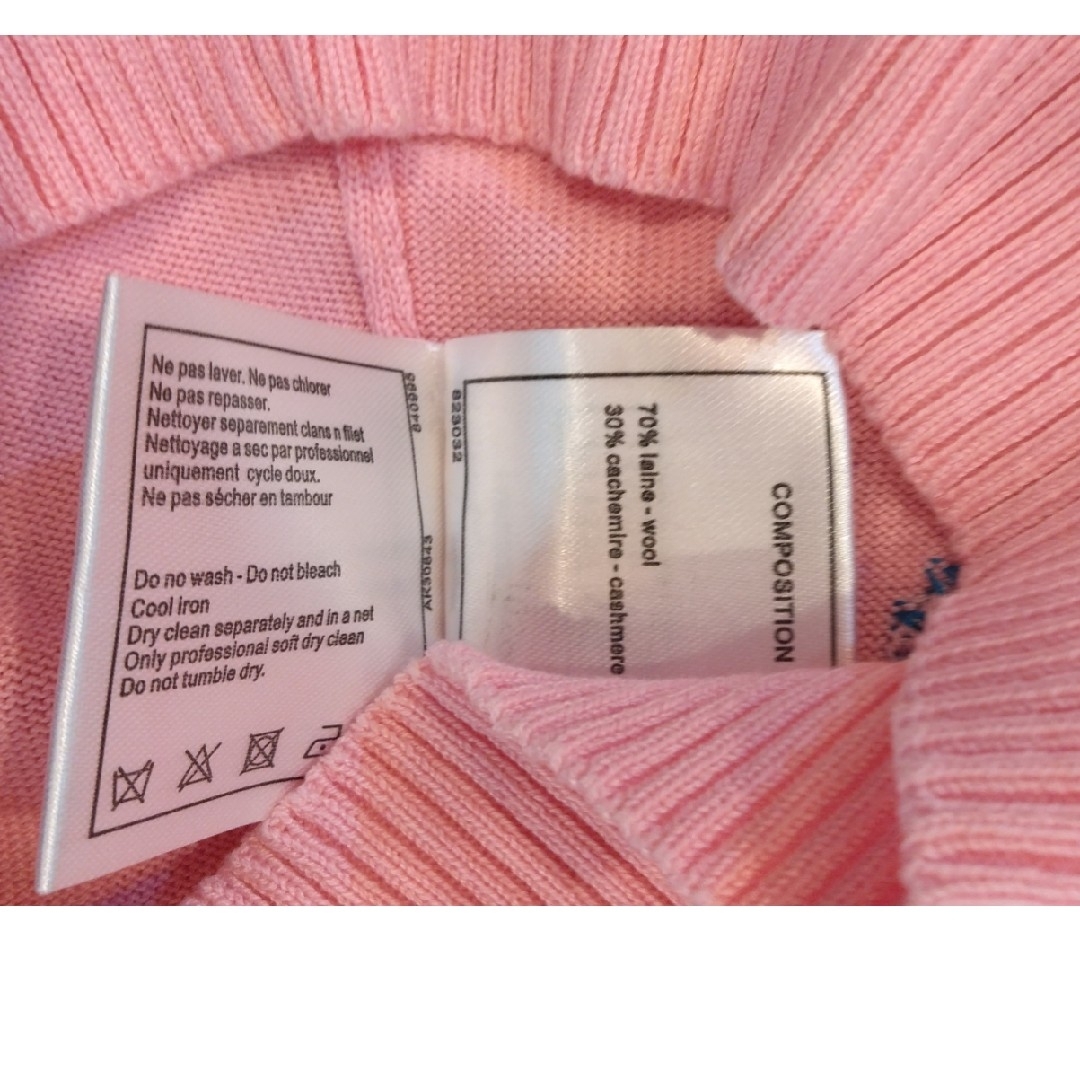 Ne pas laver. Ne pas chlorer
Ne pas repasser.
Nettoyer separement clans n filet
Nettoyage a sec par professionnel
uniquement cycle doux.
Ne pas sécher en tambour
Do no wash - Do not bleach
Cool iron
Dry clean separately and in a net
Only professional soft dry clean
Do not tumble dry.
823032
COMPOSITION
70% laine - wool
30% cachemire - cashmere